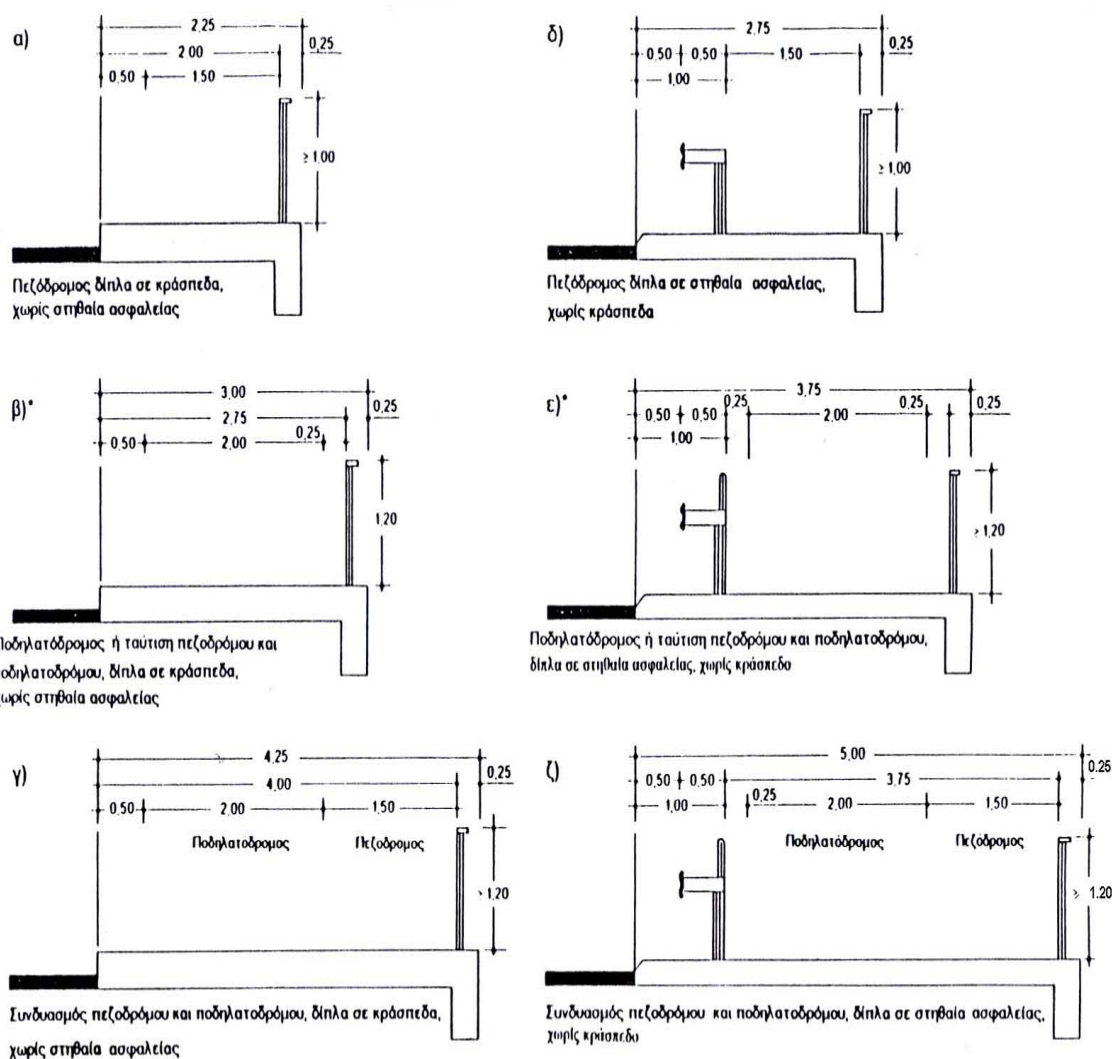 α)
2,25
2,00
0,25
0,50 1,50
≥ 1,00
Πεζόδρομος δίπλα σε κράσπεδα,
χωρίς στηθαία ασφαλείας
δ)
2,75
0,50 0,50 1,50 0,25
1,00
≥ 1,00
Πεζόδρομος δίπλα σε στηθαία ασφαλείας,
χωρίς κράσπεδα
β)*
3,00
2,75 0,25
0,50 2,00 0,25
1,20
Ποδηλατόδρομος ή ταύτιση πεζοδρόμου και
ποδηλατοδρόμου, δίπλα σε κράσπεδα,
χωρίς στηθαία ασφαλείας
ε)*
3,75
0,50 0,50 0,25 2,00 0,25 0,25
1,00
≥ 1,20
Ποδηλατόδρομος ή ταύτιση πεζοδρόμου και ποδηλατοδρόμου,
δίπλα σε στηθαία ασφαλείας, χωρίς κράσπεδο
γ)
4,25
4,00 0,25
0,50 2,00 1,50
Ποδηλατόδρομος Πεζόδρομος
≥ 1,20
Συνδυασμός πεζοδρόμου και ποδηλατοδρόμου, δίπλα σε κράσπεδα,
χωρίς στηθαία ασφαλείας
ζ)
5,00
0,50 0,50 3,75 0,25
1,00 0,25 2,00 1,50
Ποδηλατόδρομος Πεζόδρομος
≥ 1.20
Συνδυασμός πεζοδρόμου και ποδηλατοδρόμου, δίπλα σε στηθαία ασφαλείας,
χωρίς κράσπεδο